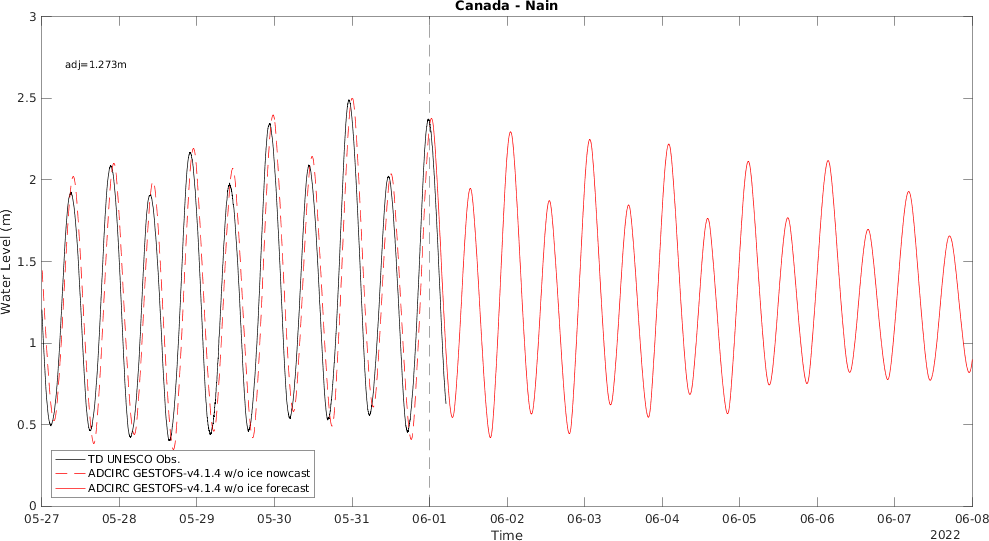 Canada - Nain
3
adj=1.273m
2.5
2
1.5
Water Level (m)
1
0.5
TD UNESCO Obs.
ADCIRC GESTOFS-v4.1.4 w/o ice nowcast
ADCIRC GESTOFS-v4.1.4 w/o ice forecast
0
05-27 05-28 05-29 05-30 05-31 06-01 06-02 06-03 06-04 06-05 06-06 06-07 06-08
Time
2022